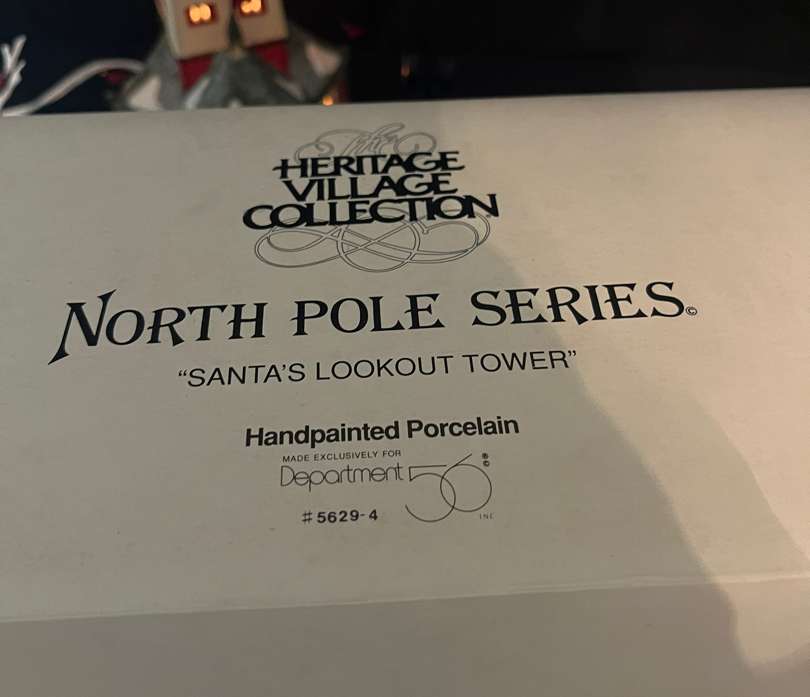 The
HERITAGE
VILLAGE
COLLECTION
NORTH POLE SERIES©
“SANTA’S LOOKOUT TOWER”
Handpainted Porcelain
MADE EXCLUSIVELY FOR
Department 56 ®©
INC
#5629-4